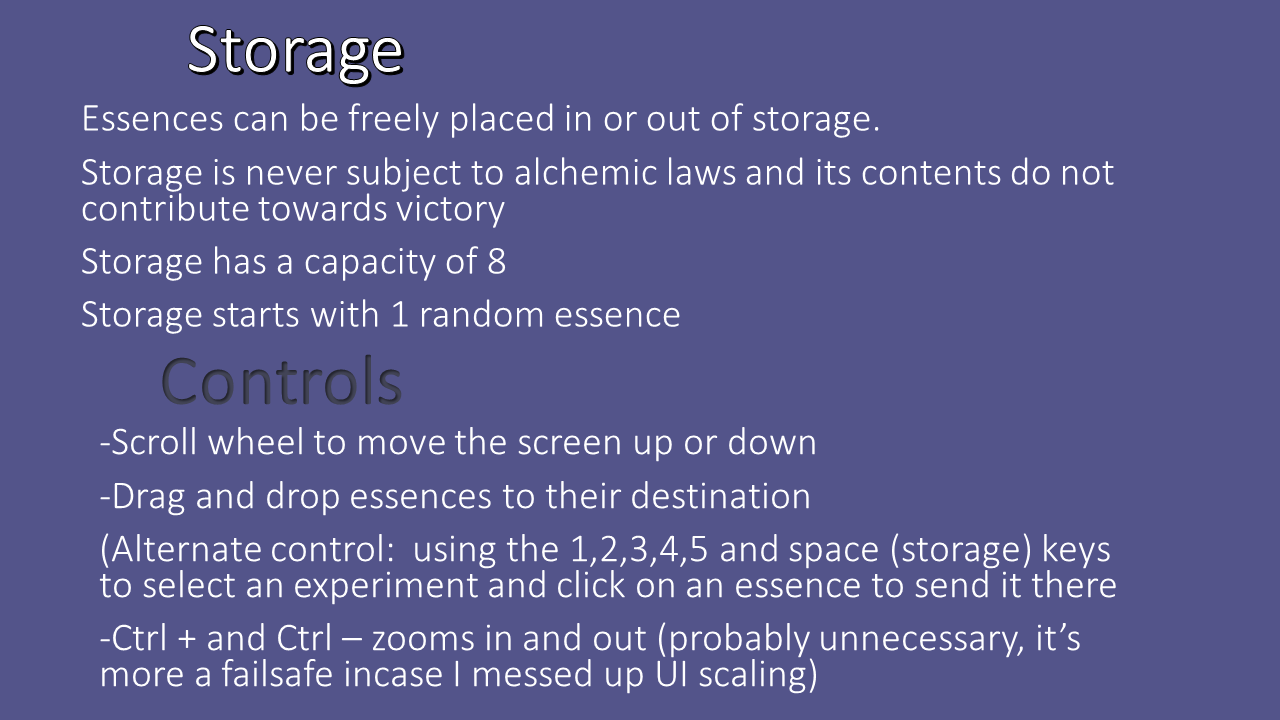 Storage
Essences can be freely placed in or out of storage.
Storage is never subject to alchemic laws and its contents do not
contribute towards victory
Storage has a capacity of 8
Storage starts with 1 random essence
Controls
-Scroll wheel to move the screen up or down
-Drag and drop essences to their destination
(Alternate control:  using the 1,2,3,4,5 and space (storage) keys
to select an experiment and click on an essence to send it there
-Ctrl + and Ctrl – zooms in and out (probably unnecessary, it’s
more a failsafe incase I messed up UI scaling)